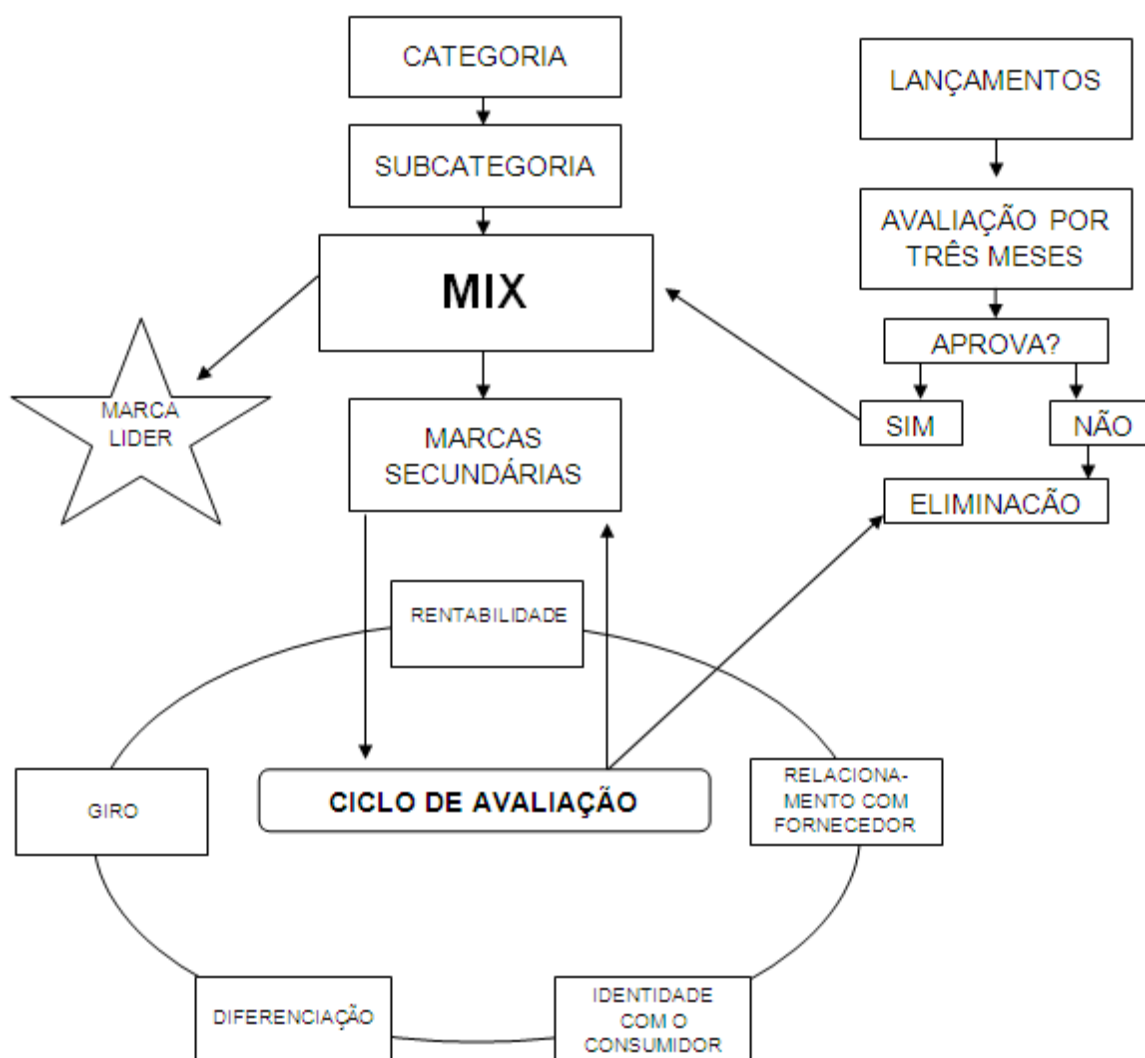 CATEGORIA
SUBCATEGORIA
MIX
MARCA
LIDER
MARCAS
SECUNDÁRIAS
LANÇAMENTOS
AVALIAÇÃO POR
TRÊS MESES
APROVA?
SIM
NÃO
ELIMINACÃO
RENTABILIDADE
GIRO
CICLO DE AVALIAÇÃO
RELACIONA-
MENTO COM
FORNECEDOR
DIFERENCIAÇÃO
IDENTIDADE
COM O
CONSUMIDOR